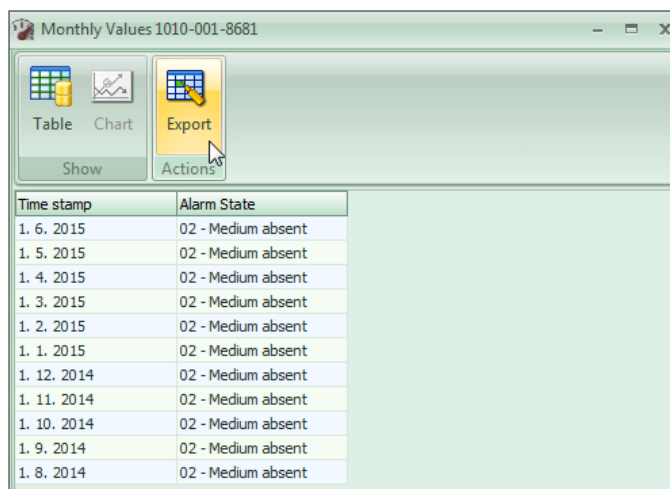 Monthly Values 1010-001-8681
Table Chart Export
Show Actions
Time stamp Alarm State
1. 6. 2015 02 - Medium absent
1. 5. 2015 02 - Medium absent
1. 4. 2015 02 - Medium absent
1. 3. 2015 02 - Medium absent
1. 2. 2015 02 - Medium absent
1. 1. 2015 02 - Medium absent
1. 12. 2014 02 - Medium absent
1. 11. 2014 02 - Medium absent
1. 10. 2014 02 - Medium absent
1. 9. 2014 02 - Medium absent
1. 8. 2014 02 - Medium absent